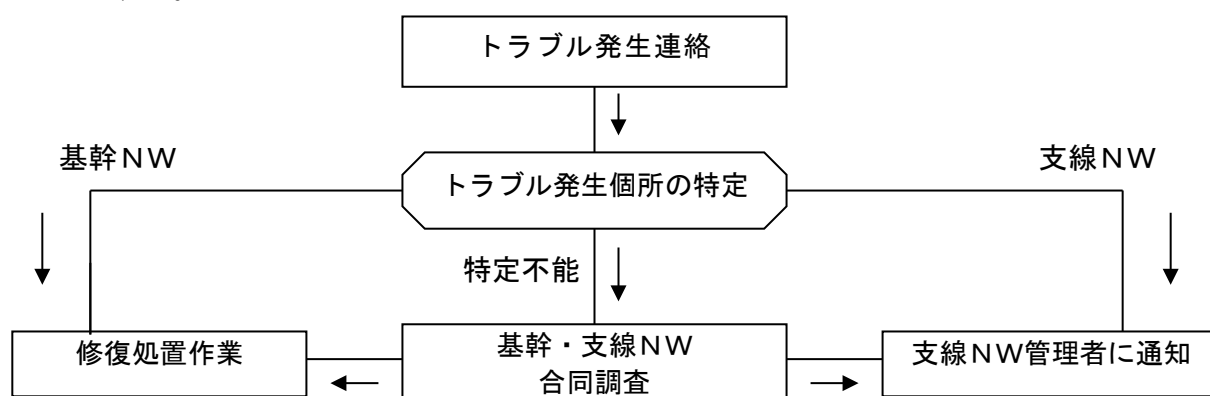 トラブル発生連絡
基幹ＮＷ
支線ＮＷ
トラブル発生個所の特定
特定不能
修復処置作業
基幹・支線ＮＷ
合同調査
支線ＮＷ管理者に通知